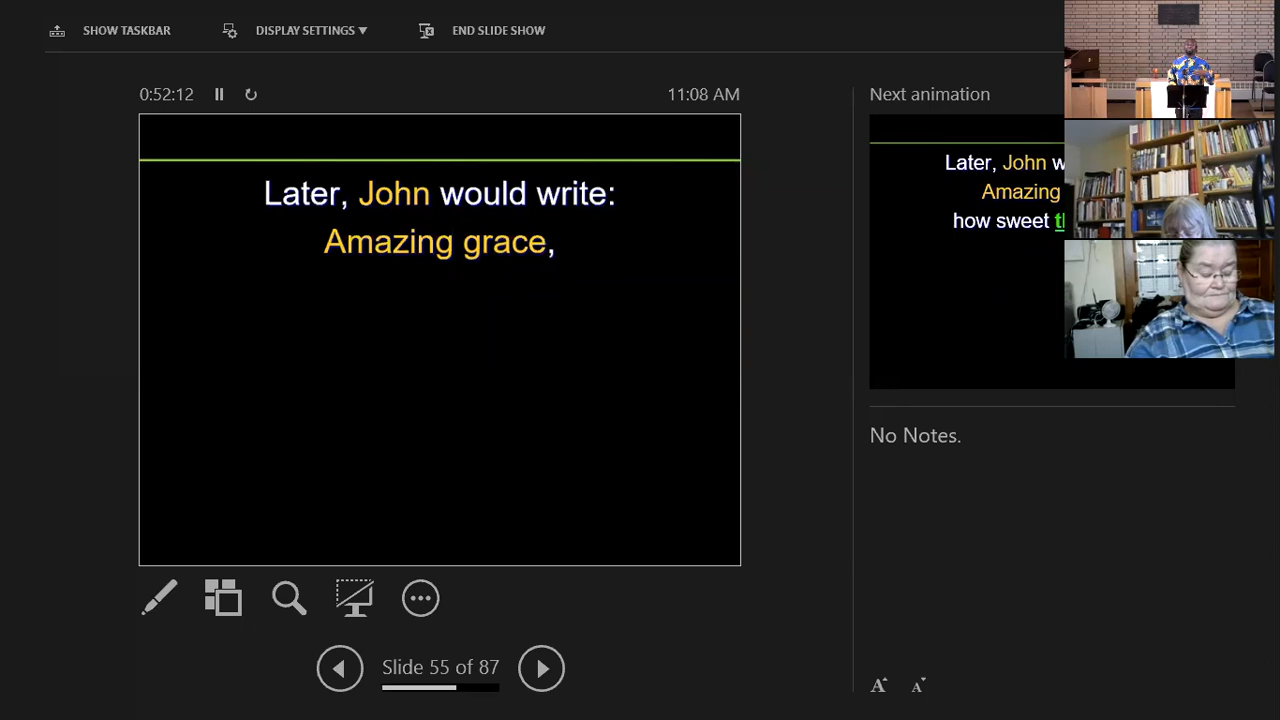 SHOW TASKBAR
DISPLAY SETTINGS ▾
END SLIDE SHOW
0:52:12
11:08 AM
Later, John would write:
Amazing grace,
Slide 55 of 87
Next animation
Later, John
Amazing
how sweet
No Notes.
A A